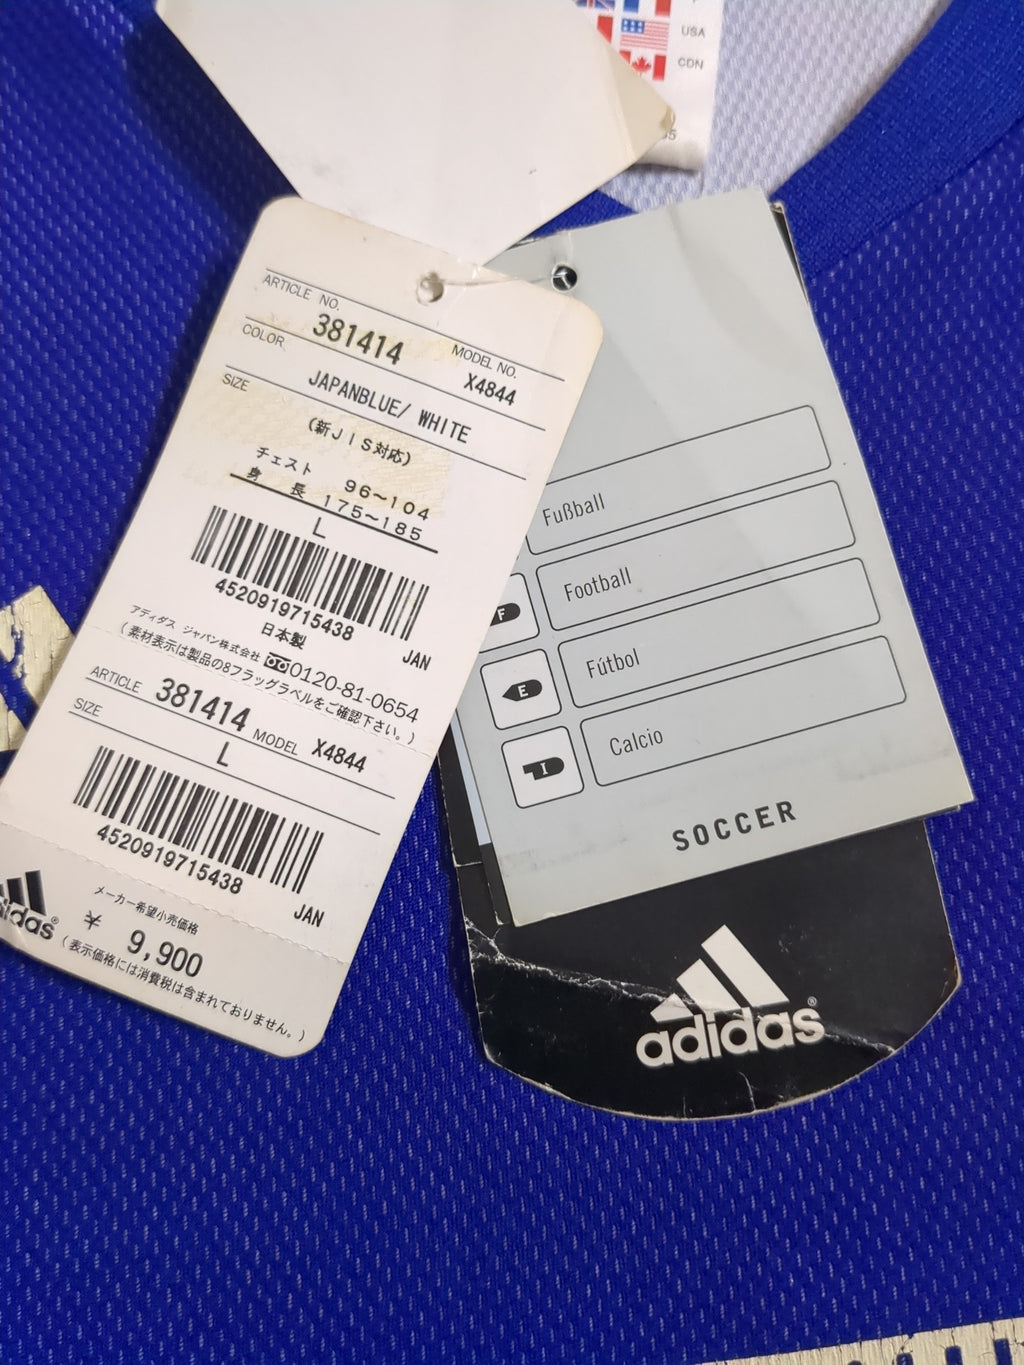 USA
CDN
ARTICLE NO.
381414
MODEL NO.
X4844
COLOR
JAPANBLUE/ WHITE
SIZE
(新JIS対応)
チェスト 96~104
身長 175~185
L
4520919715438
日本製
JAN
アディダス ジャパン株式会社 0120-81-0654
(素材表示は製品の8フラッグラベルをご確認下さい。)
ARTICLE 381414 MODEL X4844
SIZE L
4520919715438
JAN
adidas®
メーカー希望小売価格
¥ 9,900
(表示価格には消費税は含まれておりません。)
Fußball
F Football
E Fútbol
I Calcio
SOCCER
adidas®